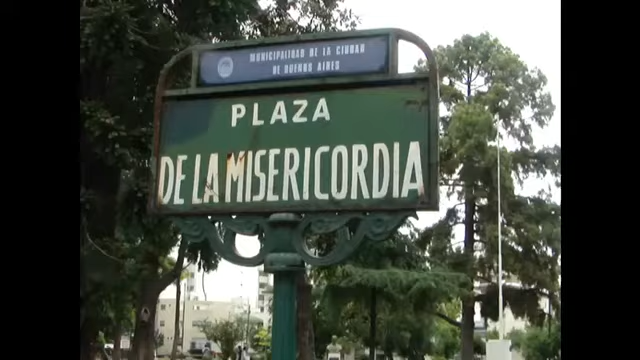 MUNICIPALIDAD DE LA CIUDAD
DE BUENOS AIRES
PLAZA
DE LA MISERICORDIA